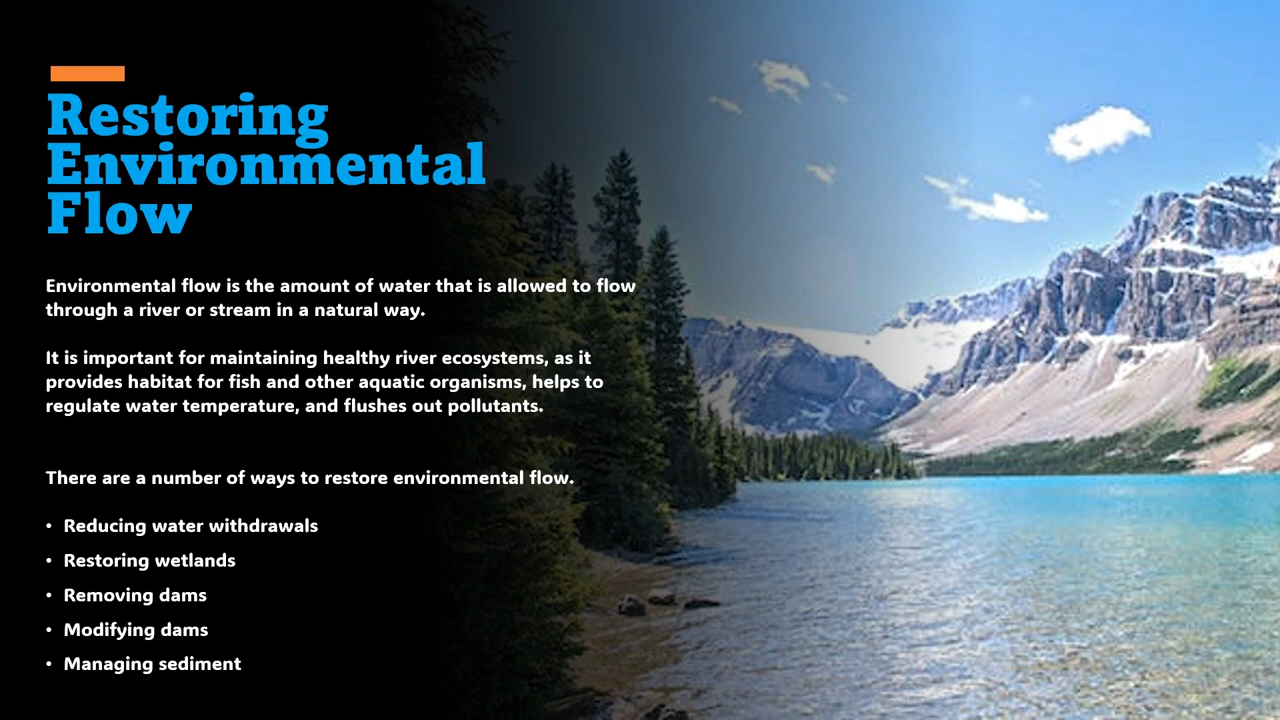 Restoring
Environmental
Flow
Environmental flow is the amount of water that is allowed to flow
through a river or stream in a natural way.
It is important for maintaining healthy river ecosystems, as it
provides habitat for fish and other aquatic organisms, helps to
regulate water temperature, and flushes out pollutants.
There are a number of ways to restore environmental flow.
• Reducing water withdrawals
• Restoring wetlands
• Removing dams
• Modifying dams
• Managing sediment